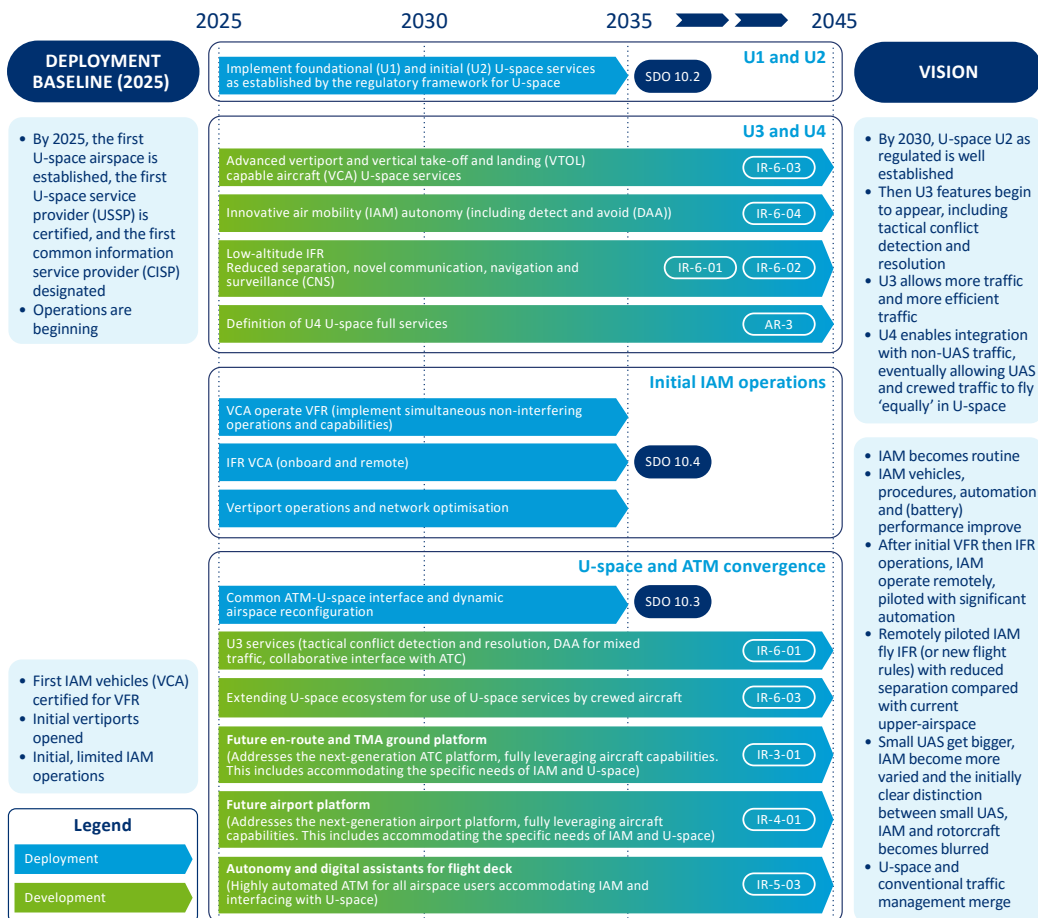 2025
2030
2035
2045
DEPLOYMENT
BASELINE (2025)
• By 2025, the first
U-space airspace is
established, the first
U-space service
provider (USSP) is
certified, and the first
common information
service provider (CISP)
designated
• Operations are
beginning
• First IAM vehicles (VCA)
certified for VFR
• Initial vertiports
opened
• Initial, limited IAM
operations
Legend
Deployment
Development
U1 and U2
Implement foundational (U1) and initial (U2) U-space services
as established by the regulatory framework for U-space
SDO 10.2
U3 and U4
Advanced vertiport and vertical take-off and landing (VTOL)
capable aircraft (VCA) U-space services
IR-6-03
Innovative air mobility (IAM) autonomy (including detect and avoid (DAA))
IR-6-04
Low-altitude IFR
Reduced separation, novel communication, navigation and
surveillance (CNS)
IR-6-01
IR-6-02
Definition of U4 U-space full services
AR-3
Initial IAM operations
VCA operate VFR (implement simultaneous non-interfering
operations and capabilities)
IFR VCA (onboard and remote)
SDO 10.4
Vertiport operations and network optimisation
U-space and ATM convergence
Common ATM-U-space interface and dynamic
airspace reconfiguration
SDO 10.3
U3 services (tactical conflict detection and resolution, DAA for mixed
traffic, collaborative interface with ATC)
IR-6-01
Extending U-space ecosystem for use of U-space services by crewed aircraft
IR-6-03
Future en-route and TMA ground platform
(Addresses the next-generation ATC platform, fully leveraging aircraft capabilities.
This includes accommodating the specific needs of IAM and U-space)
IR-3-01
Future airport platform
(Addresses the next-generation airport platform, fully leveraging aircraft
capabilities. This includes accommodating the specific needs of IAM and U-space)
IR-4-01
Autonomy and digital assistants for flight deck
(Highly automated ATM for all airspace users accommodating IAM and
interfacing with U-space)
IR-5-03
VISION
• By 2030, U-space U2 as
regulated is well
established
• Then U3 features begin
to appear, including
tactical conflict
detection and
resolution
• U3 allows more traffic
and more efficient
traffic
• U4 enables integration
with non-UAS traffic,
eventually allowing UAS
and crewed traffic to fly
‘equally’ in U-space
• IAM becomes routine
• IAM vehicles,
procedures, automation
and (battery)
performance improve
• After initial VFR then IFR
operations, IAM
operate remotely,
piloted with significant
automation
• Remotely piloted IAM
fly IFR (or new flight
rules) with reduced
separation compared
with current
upper-airspace
• Small UAS get bigger,
IAM become more
varied and the initially
clear distinction
between small UAS,
IAM and rotorcraft
becomes blurred
• U-space and
conventional traffic
management merge